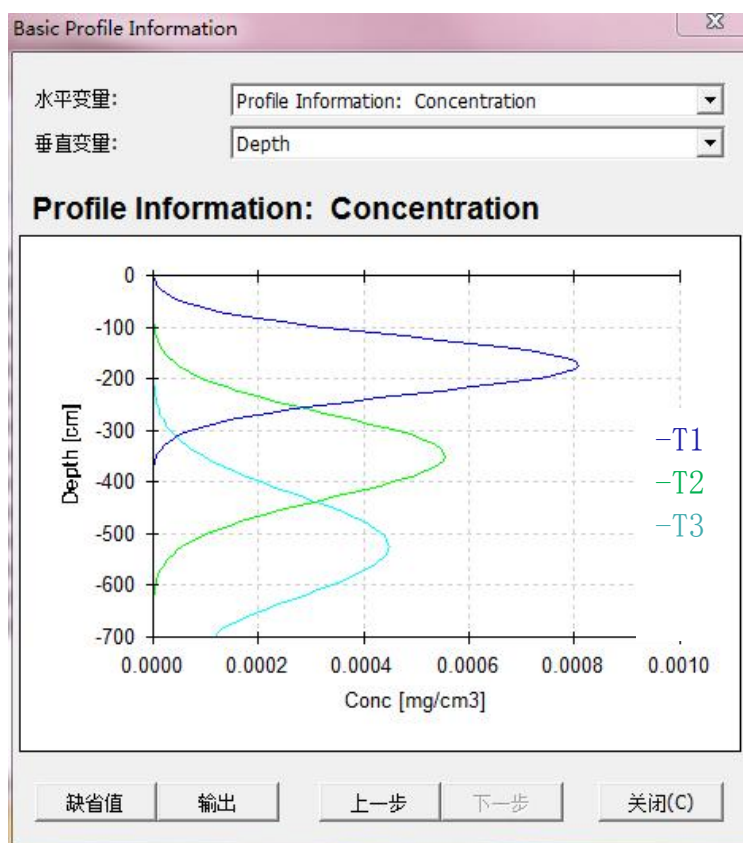 Basic Profile Information
水平变量: Profile Information: Concentration
垂直变量: Depth
Profile Information: Concentration
0
-100
-200
-300
-400
-500
-600
-700
Depth [cm]
-T1
-T2
-T3
0.0000 0.0002 0.0004 0.0006 0.0008 0.0010
Conc [mg/cm3]
缺省值 输出 上一步 下一步 关闭(C)